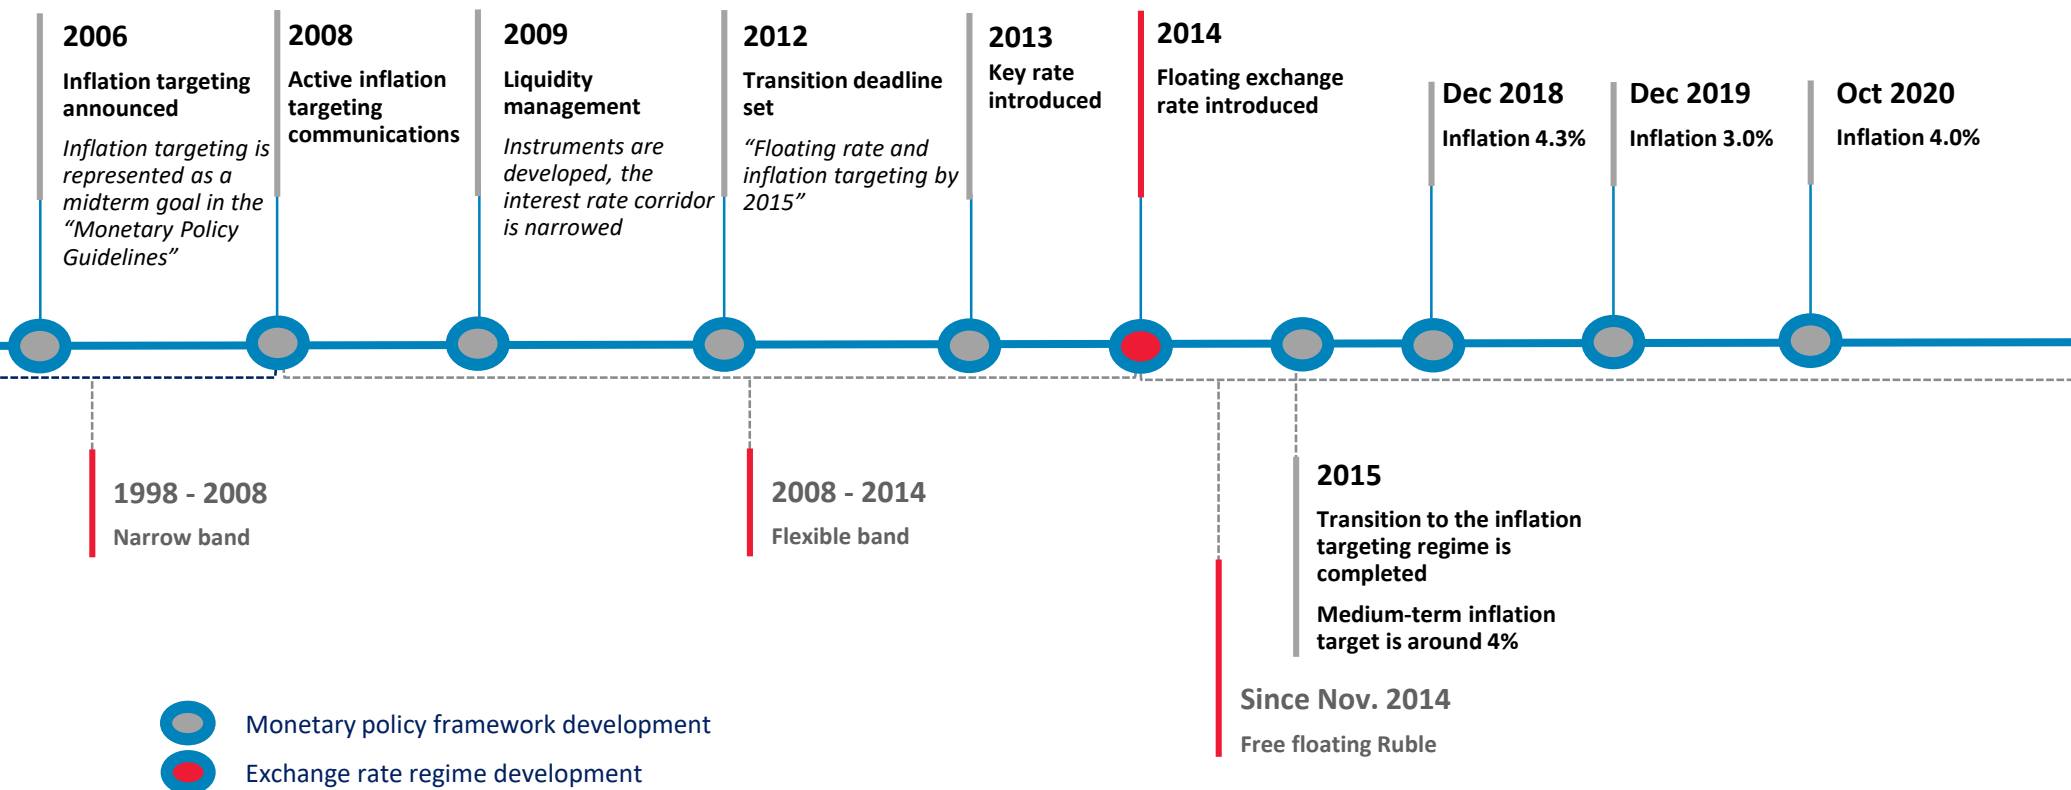 2006
Inflation targeting
announced
Inflation targeting is
represented as a
midterm goal in the
“Monetary Policy
Guidelines”
2008
Active inflation
targeting
communications
2009
Liquidity
management
Instruments are
developed, the
interest rate corridor
is narrowed
2012
Transition deadline
set
“Floating rate and
inflation targeting by
2015”
2013
Key rate
introduced
2014
Floating exchange
rate introduced
Dec 2018
Inflation 4.3%
Dec 2019
Inflation 3.0%
Oct 2020
Inflation 4.0%
1998 - 2008
Narrow band
2008 - 2014
Flexible band
2015
Transition to the inflation
targeting regime is
completed
Medium-term inflation
target is around 4%
Since Nov. 2014
Free floating Ruble
Monetary policy framework development
Exchange rate regime development